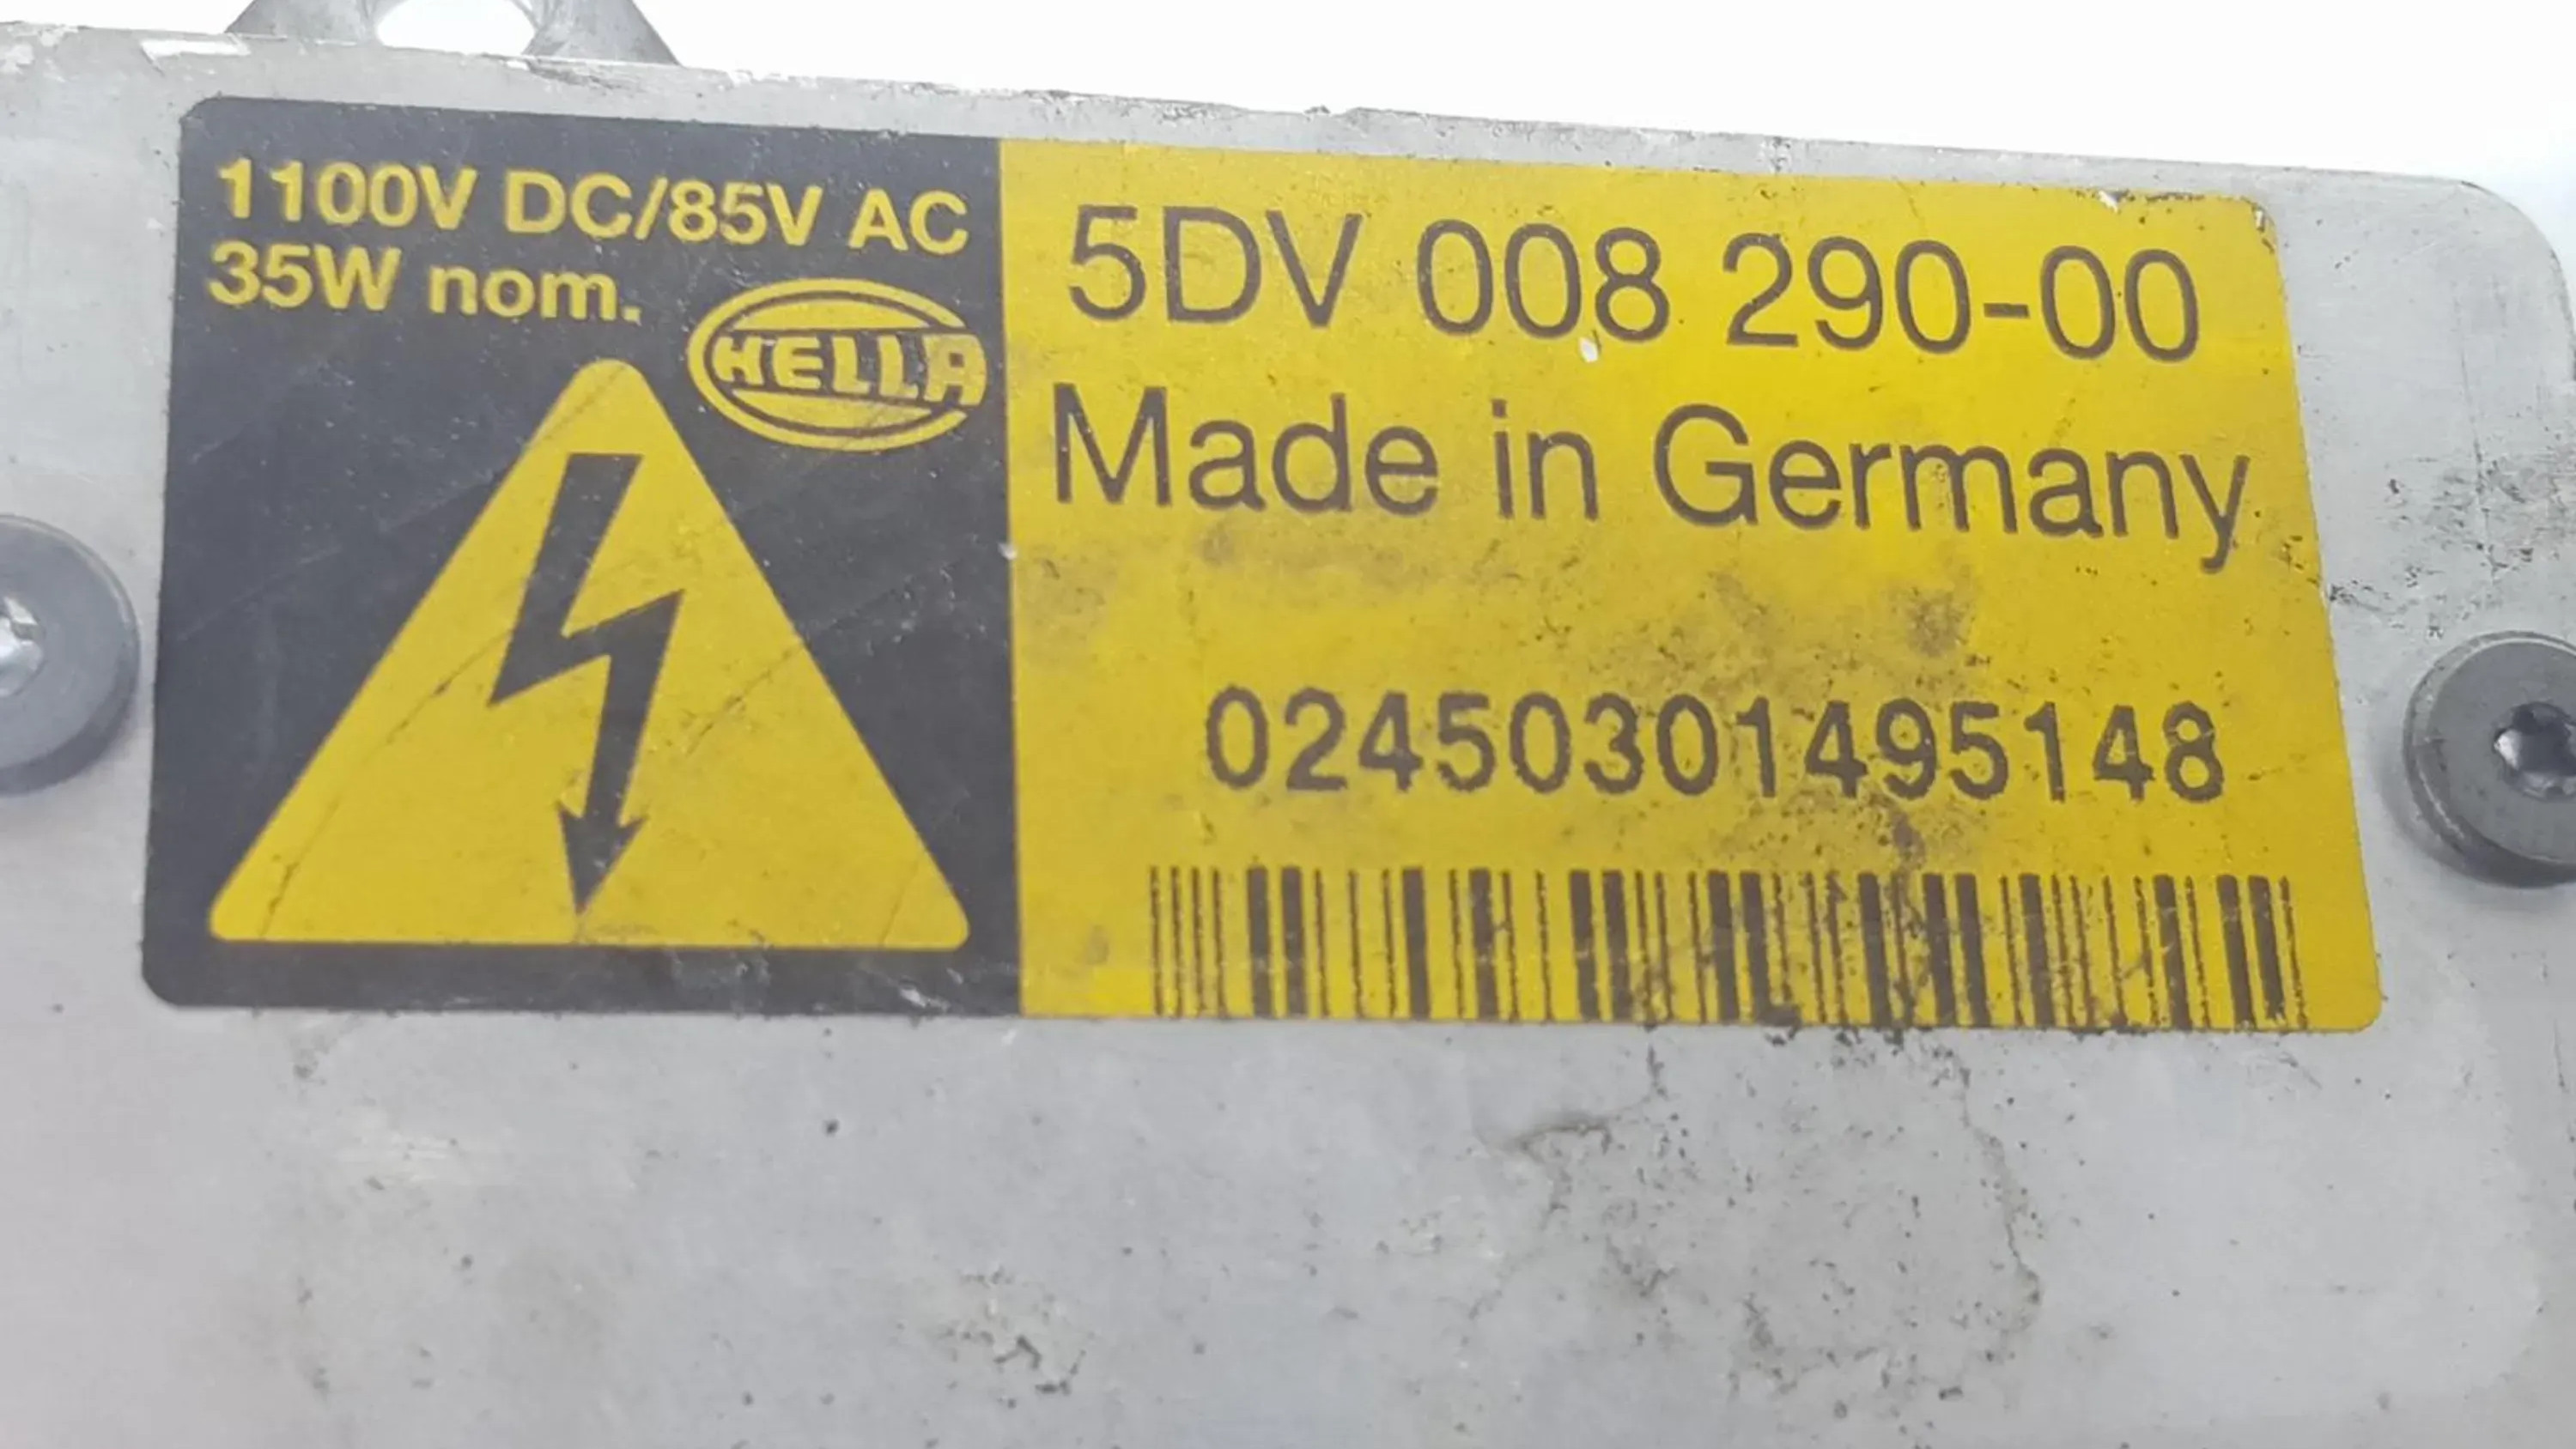 1100V DC/85V AC
35W nom.
HELLA
5DV 008 290-00
Made in Germany
02450301495148